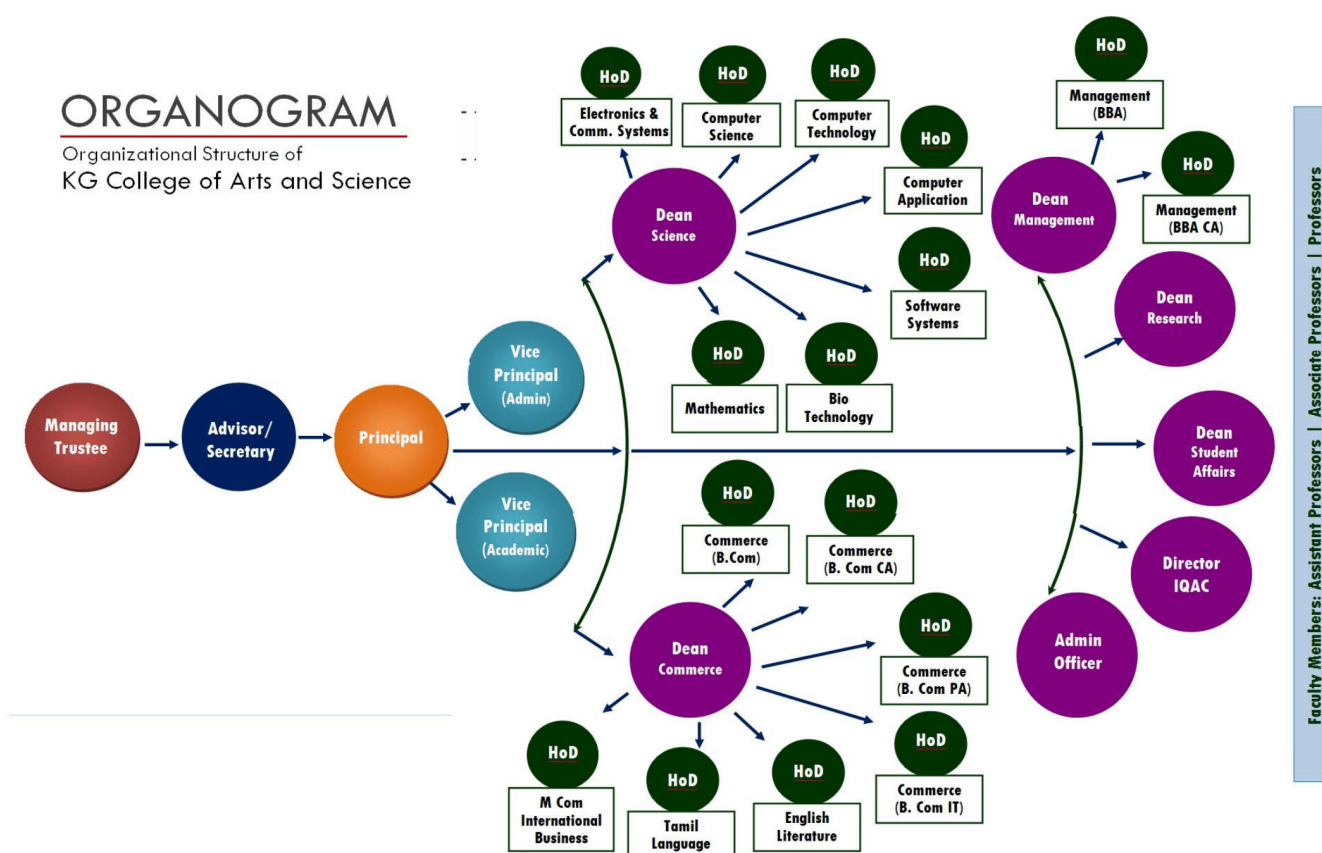 ORGANOGRAM
Organizational Structure of
KG College of Arts and Science
Managing
Trustee
Advisor/
Secretary
Principal
Vice
Principal
(Admin)
Vice
Principal
(Academic)
Dean
Science
HoD
Electronics &
Comm. Systems
HoD
Computer
Science
HoD
Computer
Technology
HoD
Computer
Application
HoD
Software
Systems
HoD
Bio
Technology
HoD
Mathematics
Dean
Commerce
HoD
Commerce
(B.Com)
HoD
Commerce
(B. Com CA)
HoD
Commerce
(B. Com PA)
HoD
Commerce
(B. Com IT)
HoD
English
Literature
HoD
Tamil
Language
HoD
M Com
International
Business
Dean
Management
HoD
Management
(BBA)
HoD
Management
(BBA CA)
Dean
Research
Dean
Student
Affairs
Director
IQAC
Admin
Officer
Faculty Members: Assistant Professors | Associate Professors | Professors